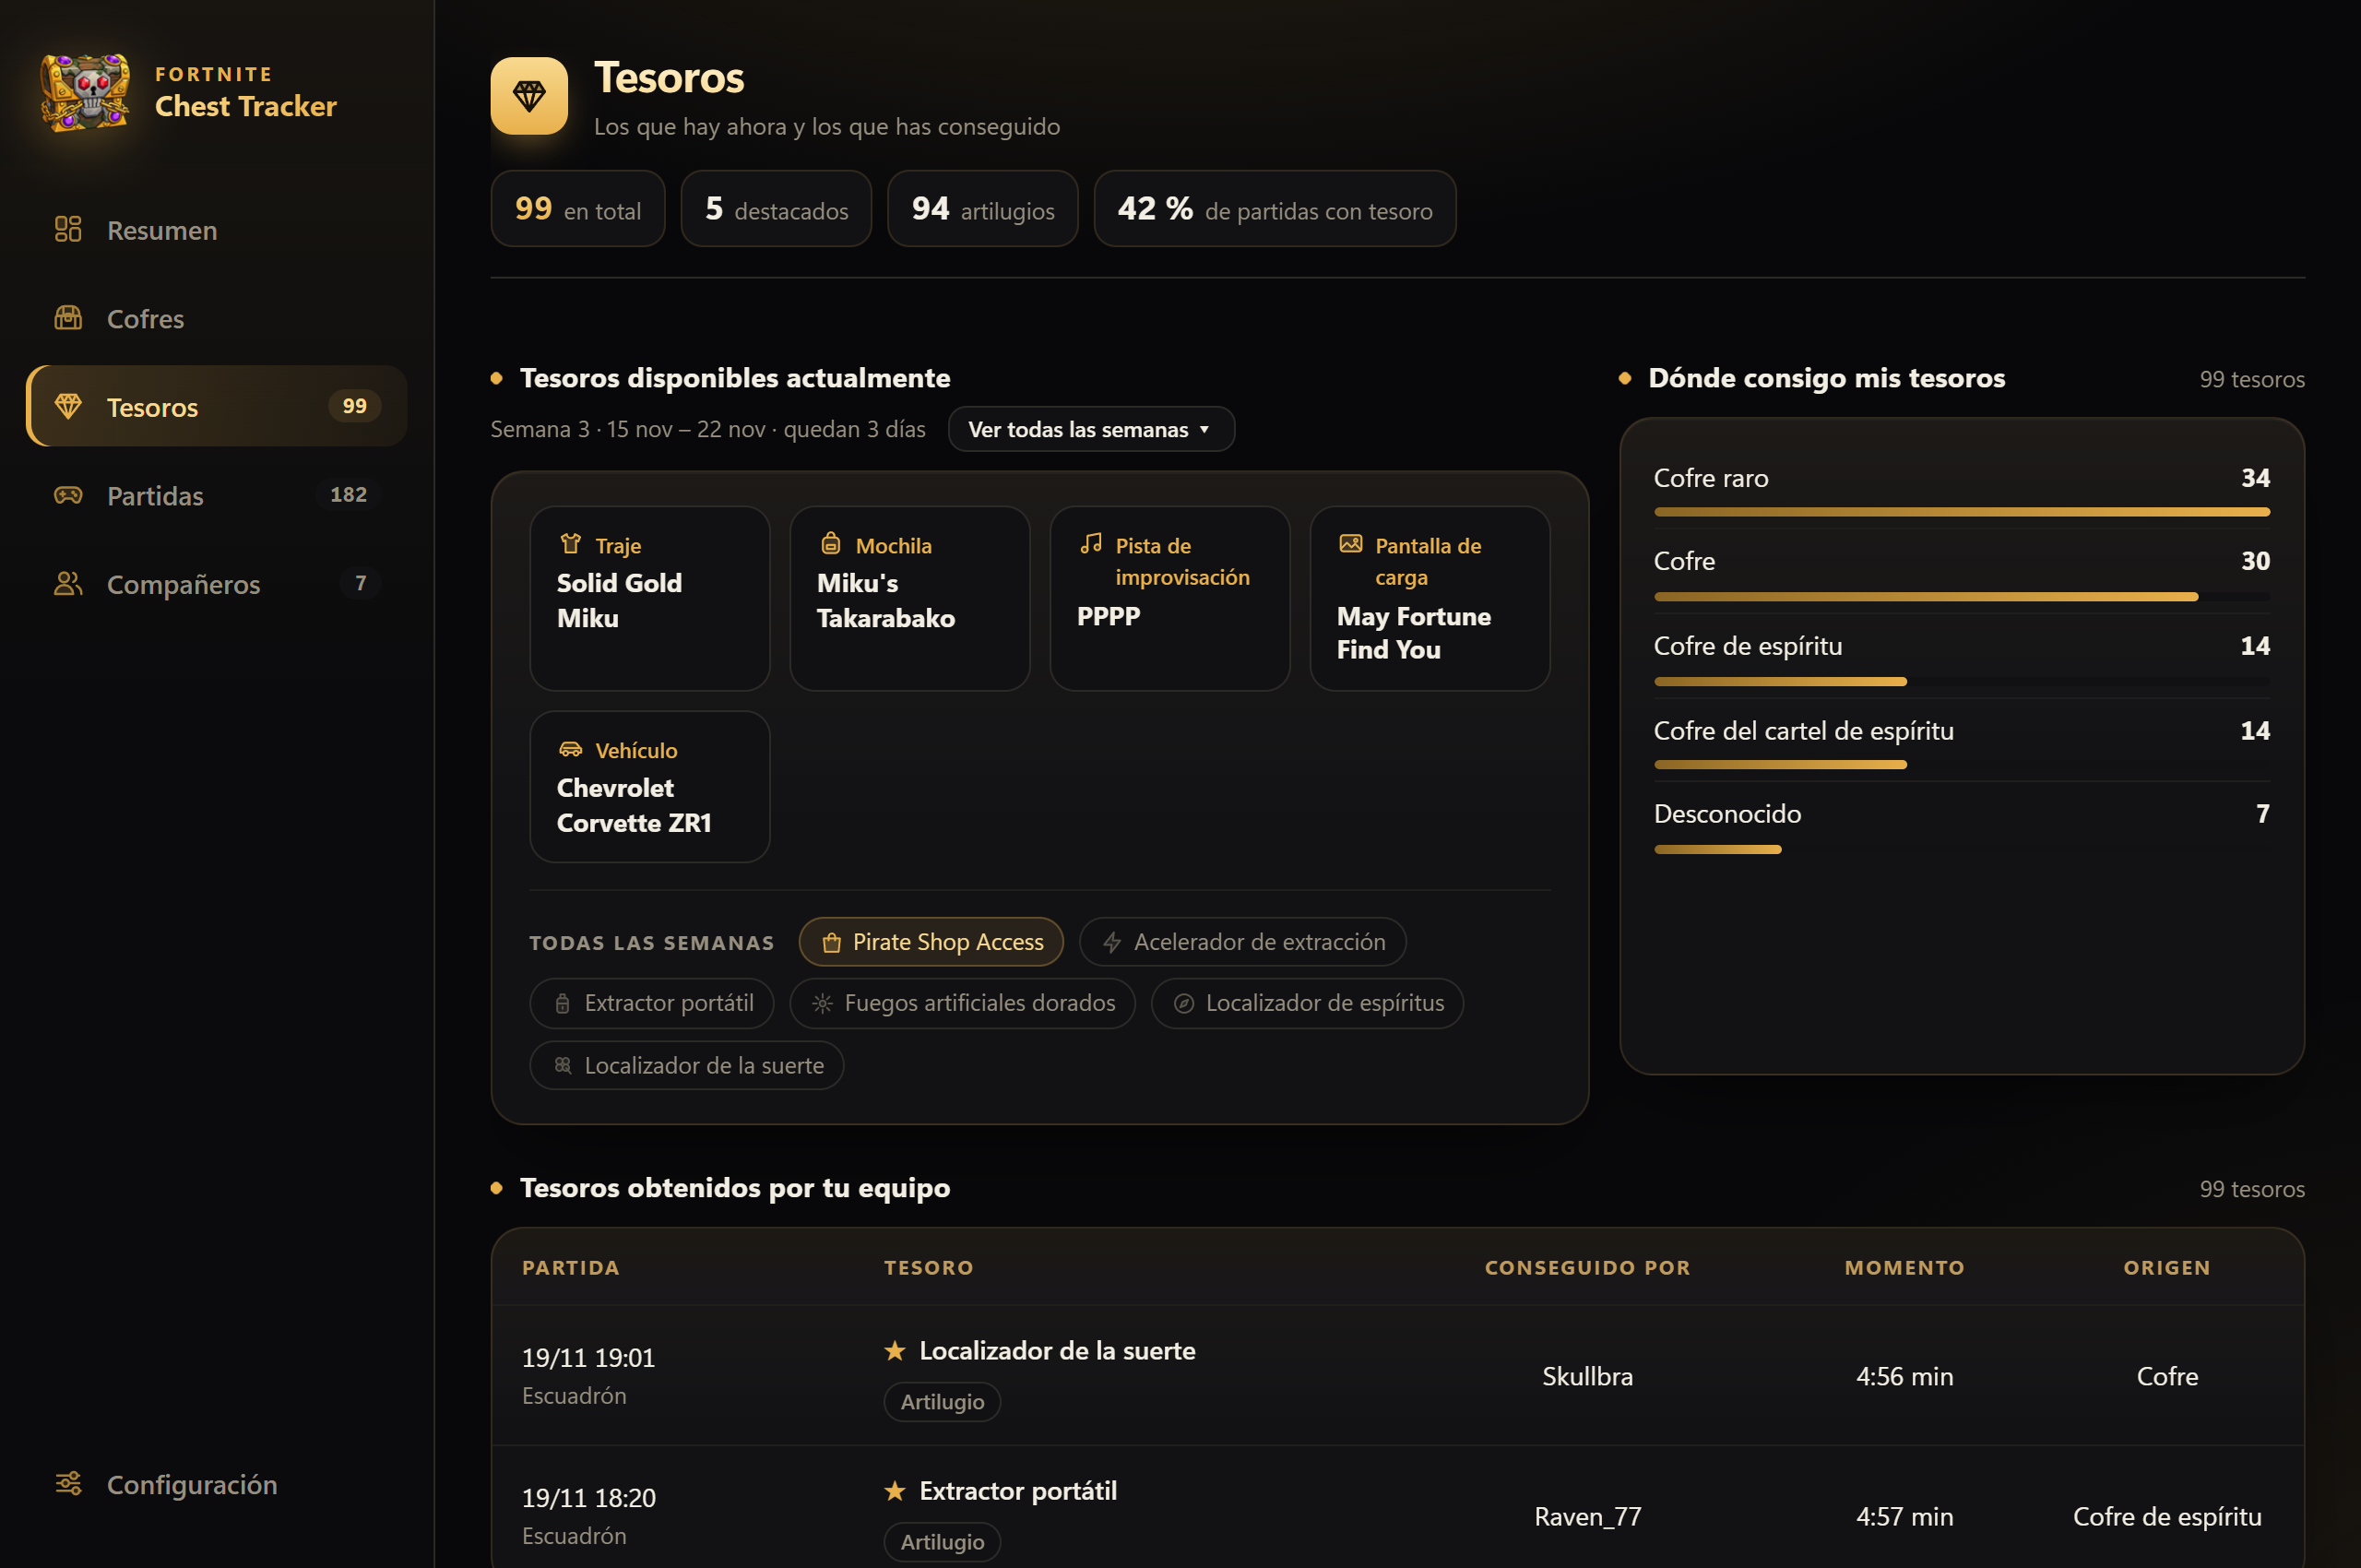 FORTNITE
Chest Tracker
Resumen
Cofres
Tesoros 99
Partidas 182
Compañeros 7
Configuración
Tesoros
Los que hay ahora y los que has conseguido
99 en total
5 destacados
94 artilugios
42 % de partidas con tesoro
Tesoros disponibles actualmente
Semana 3 · 15 nov – 22 nov · quedan 3 días
Ver todas las semanas
Traje
Solid Gold
Miku
Mochila
Miku's
Takarabako
Pista de
improvisación
PPPP
Pantalla de
carga
May Fortune
Find You
Vehículo
Chevrolet
Corvette ZR1
TODAS LAS SEMANAS
Pirate Shop Access
Acelerador de extracción
Extractor portátil
Fuegos artificiales dorados
Localizador de espíritus
Localizador de la suerte
Dónde consigo mis tesoros
99 tesoros
Cofre raro 34
Cofre 30
Cofre de espíritu 14
Cofre del cartel de espíritu 14
Desconocido 7
Tesoros obtenidos por tu equipo
99 tesoros
PARTIDA TESORO CONSEGUIDO POR MOMENTO ORIGEN
19/11 19:01
Escuadrón
Localizador de la suerte
Artilugio
Skullbra
4:56 min
Cofre
19/11 18:20
Escuadrón
Extractor portátil
Artilugio
Raven_77
4:57 min
Cofre de espíritu